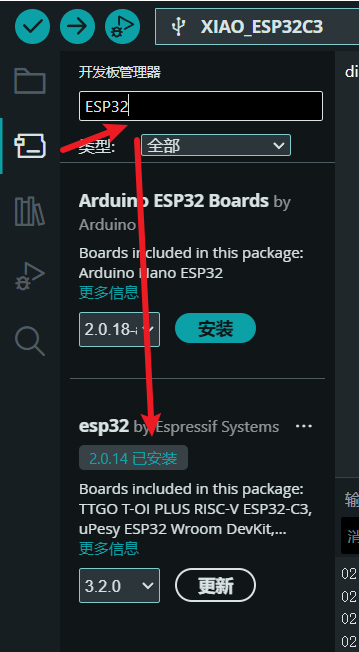 XIAO_ESP32C3
di
开发板管理器
ESP32
类型:
全部
Arduino ESP32 Boards by
Arduino
Boards included in this package:
Arduino Nano ESP32
更多信息
2.0.18-
安装
esp32 by Espressif Systems
2.0.14 已安装
Boards included in this package:
TTGO T-OI PLUS RISC-V ESP32-C3,
uPesy ESP32 Wroom DevKit,...
更多信息
3.2.0
更新
输
消
02
02
02
02